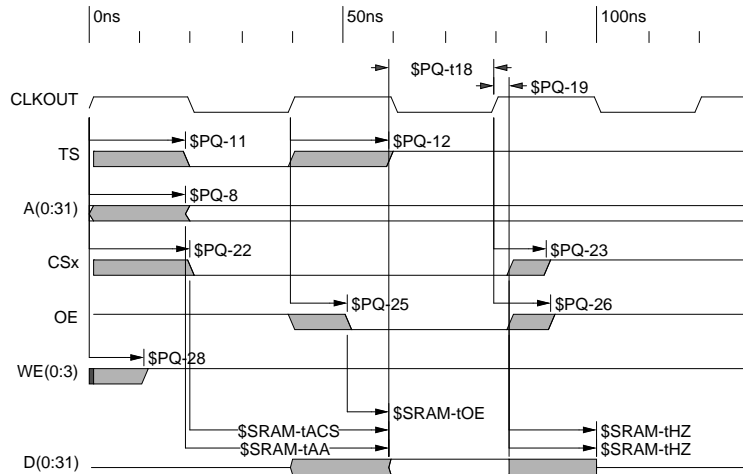 0ns 50ns 100ns
$PQ-t18
$PQ-19
CLKOUT
$PQ-11 $PQ-12
TS
$PQ-8
A(0:31)
$PQ-22 $PQ-23
CSx
$PQ-25 $PQ-26
OE
$PQ-28
WE(0:3)
$SRAM-tOE
$SRAM-tACS $SRAM-tHZ
$SRAM-tAA $SRAM-tHZ
D(0:31)